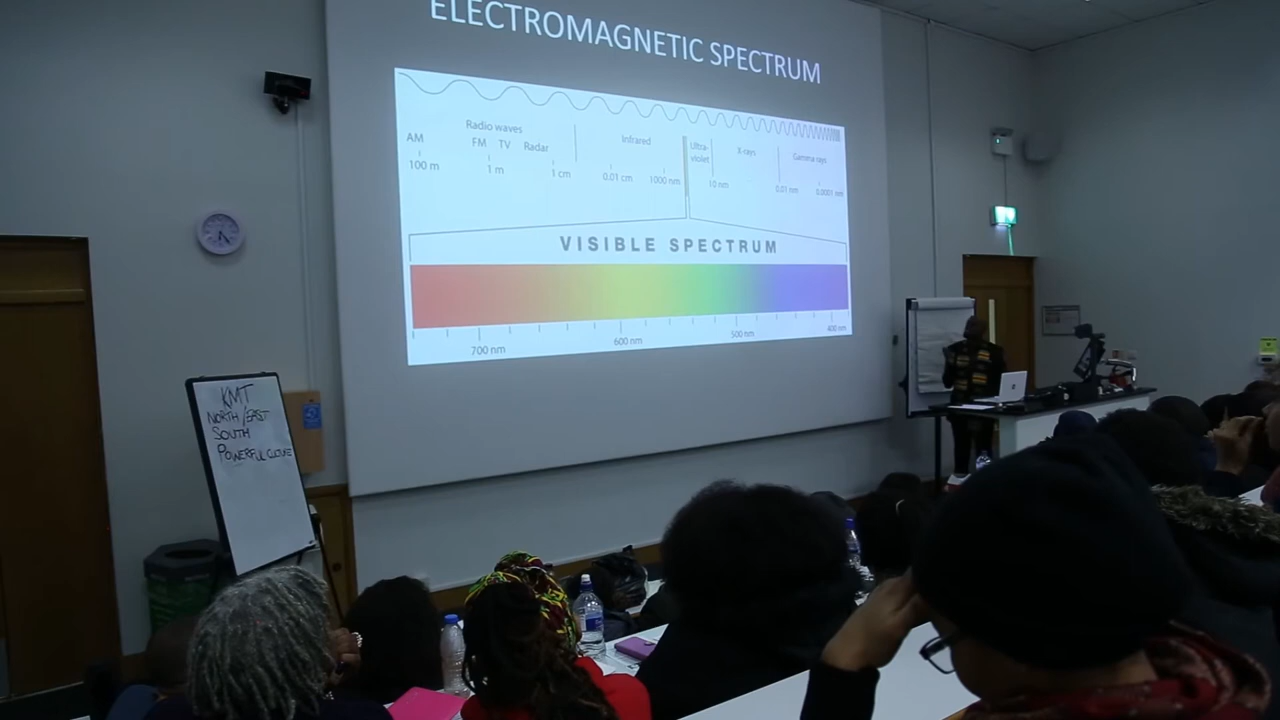 ELECTROMAGNETIC SPECTRUM
Radio waves
AM FM TV Radar
Infrared
Ultra-
violet
X-rays
Gamma rays
100 m 1 m 1 cm 0.01 cm 1000 nm 10 nm 0.01 nm 0.0001 nm
VISIBLE SPECTRUM
700 nm 600 nm 500 nm 400 nm
KMT
NORTH/EAST
SOUTH
POWERFUL